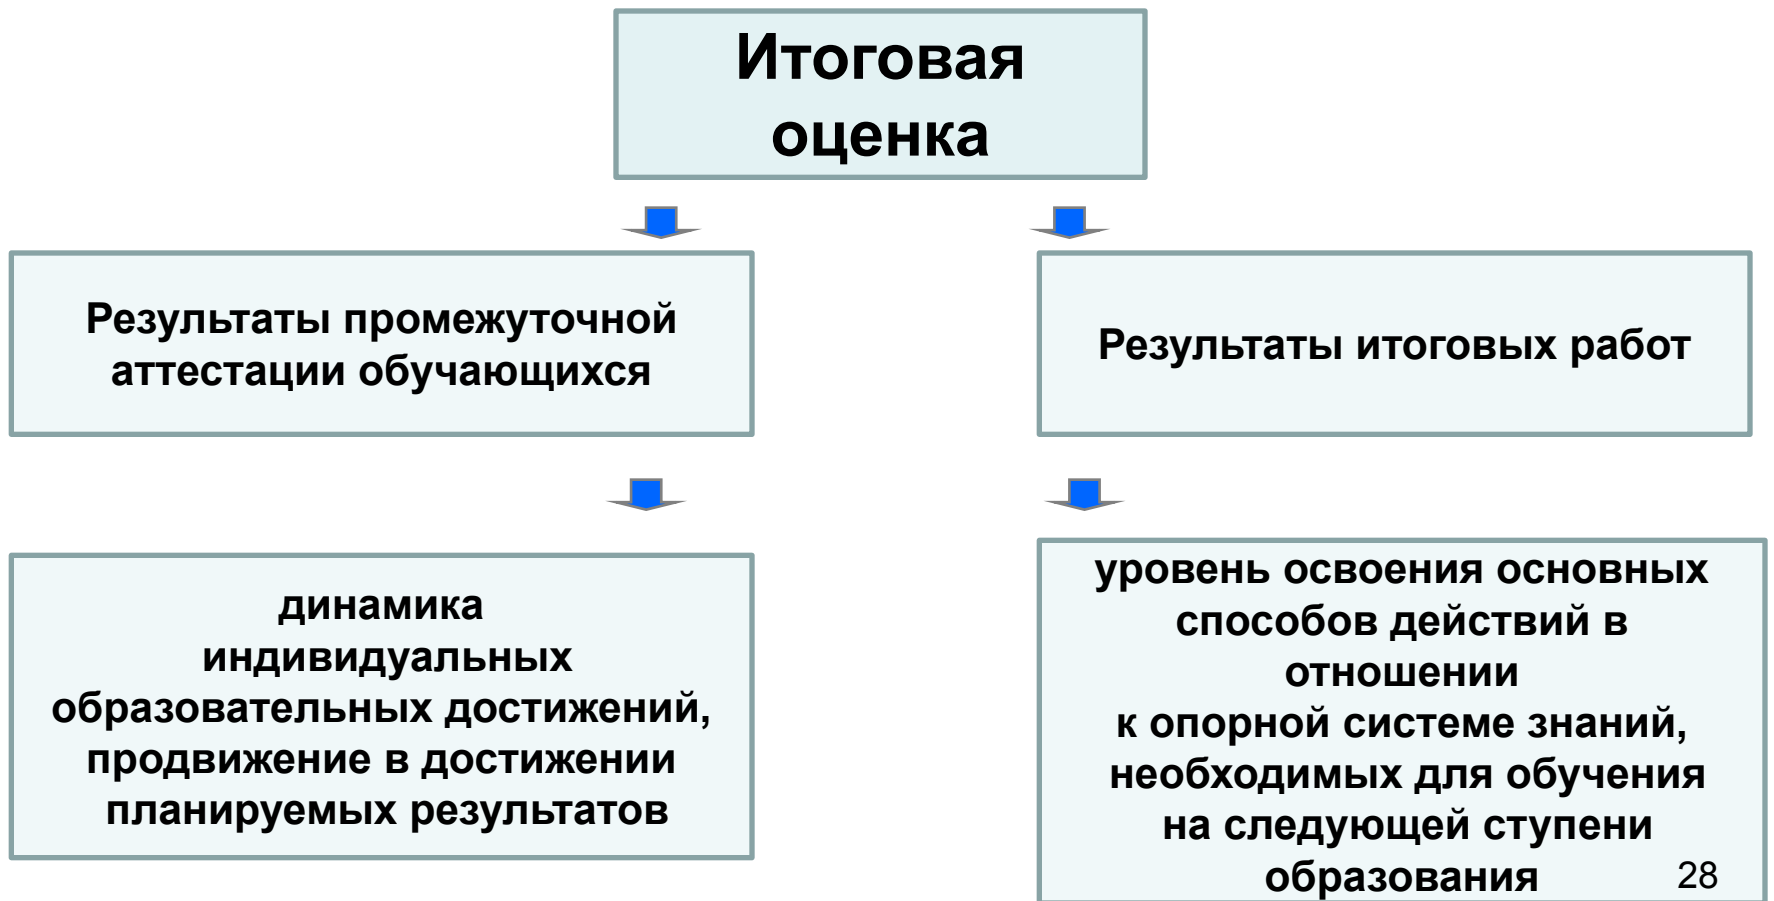 Итоговая
оценка
Результаты промежуточной
аттестации обучающихся
Результаты итоговых работ
динамика
индивидуальных
образовательных достижений,
продвижение в достижении
планируемых результатов
уровень освоения основных
способов действий в
отношении
к опорной системе знаний,
необходимых для обучения
на следующей ступени
образования
28